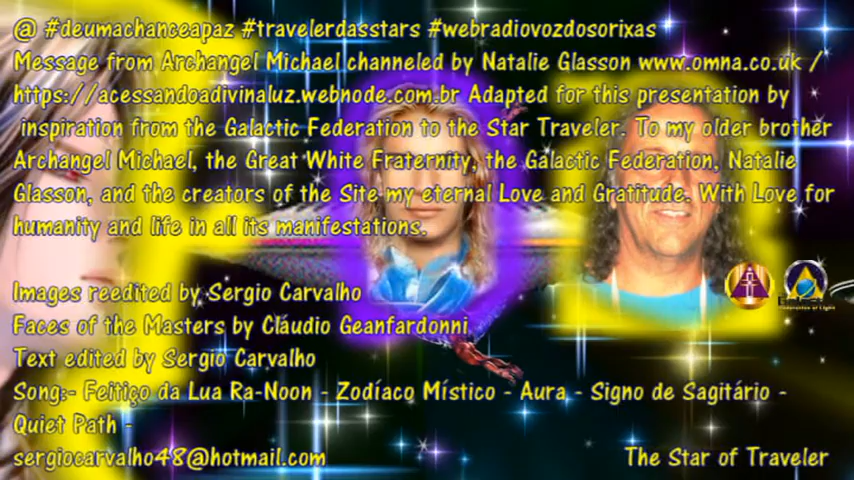 @ #deumachanceapaz #travelerdasstars #webradiovozdosorixas
Message from Archangel Michael channeled by Natalie Glasson www.omna.co.uk /
https://acessandoadivinaluz.webnode.com.br Adapted for this presentation by
inspiration from the Galactic Federation to the Star Traveler. To my older brother
Archangel Michael, the Great White Fraternity, the Galactic Federation, Natalie
Glasson, and the creators of the Site my eternal Love and Gratitude. With Love for
humanity and life in all its manifestations.
Images reedited by Sergio Carvalho
Faces of the Masters by Cláudio Geanfardonni
Text edited by Sergio Carvalho
Song:- Feitiço da Lua Ra-Noon - Zodíaco Místico - Aura - Signo de Sagitário -
Quiet Path -
sergiocarvalho48@hotmail.com The Star of Traveler